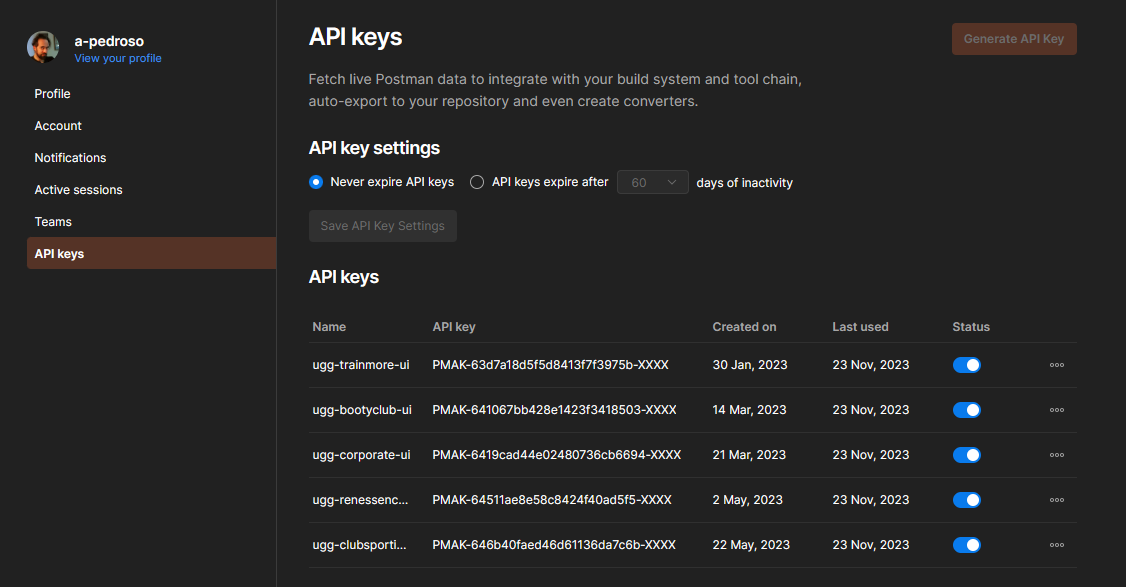 a-pedroso
View your profile
Profile
Account
Notifications
Active sessions
Teams
API keys
API keys
Generate API Key
Fetch live Postman data to integrate with your build system and tool chain,
auto-export to your repository and even create converters.
API key settings
Never expire API keys API keys expire after 60 days of inactivity
Save API Key Settings
API keys
Name API key Created on Last used Status
ugg-trainmore-ui PMAK-63d7a18d5f5d8413f7f3975b-XXXX 30 Jan, 2023 23 Nov, 2023
ugg-bootyclub-ui PMAK-641067bb428e1423f3418503-XXXX 14 Mar, 2023 23 Nov, 2023
ugg-corporate-ui PMAK-6419cad44e02480736cb6694-XXXX 21 Mar, 2023 23 Nov, 2023
ugg-renessenc... PMAK-64511ae8e58c8424f40ad5f5-XXXX 2 May, 2023 23 Nov, 2023
ugg-clubsporti... PMAK-646b40faed46d61136da7c6b-XXXX 22 May, 2023 23 Nov, 2023